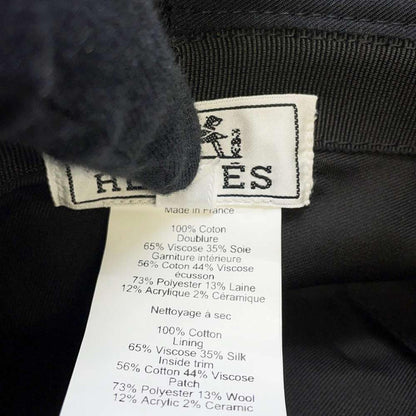 HERMES
Made in France
100% Coton
Doublure
65% Viscose 35% Soie
Garniture intérieure
56% Coton 44% Viscose
écusson
73% Polyester 13% Laine
12% Acrylique 2% Céramique
Nettoyage à sec
100% Cotton
Lining
65% Viscose 35% Silk
Inside trim
56% Cotton 44% Viscose
Patch
73% Polyester 13% Wool
12% Acrylic 2% Ceramic